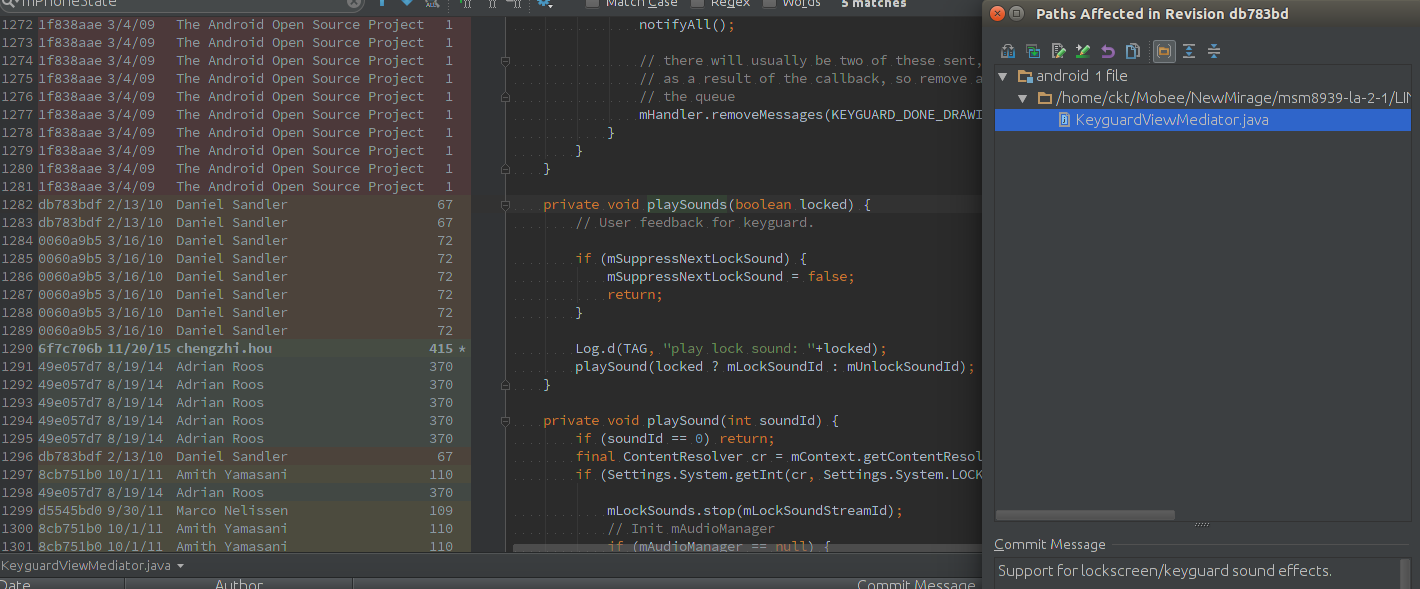 mPhoneState Match Case Regex Words 5 matches
1272 1f838aae 3/4/09 The Android Open Source Project 1 notifyAll();
1273 1f838aae 3/4/09 The Android Open Source Project 1
1274 1f838aae 3/4/09 The Android Open Source Project 1 // there will usually be two of these sent,
1275 1f838aae 3/4/09 The Android Open Source Project 1 // as a result of the callback, so remove a
1276 1f838aae 3/4/09 The Android Open Source Project 1 // the queue
1277 1f838aae 3/4/09 The Android Open Source Project 1 mHandler.removeMessages(KEYGUARD_DONE_DRAWI
1278 1f838aae 3/4/09 The Android Open Source Project 1 }
1279 1f838aae 3/4/09 The Android Open Source Project 1 }
1280 1f838aae 3/4/09 The Android Open Source Project 1 }
1281 1f838aae 3/4/09 The Android Open Source Project 1
1282 db783bdf 2/13/10 Daniel Sandler 67 private void playSounds(boolean locked) {
1283 db783bdf 2/13/10 Daniel Sandler 67 // User feedback for keyguard.
1284 0060a9b5 3/16/10 Daniel Sandler 72
1285 0060a9b5 3/16/10 Daniel Sandler 72 if (mSuppressNextLockSound) {
1286 0060a9b5 3/16/10 Daniel Sandler 72 mSuppressNextLockSound = false;
1287 0060a9b5 3/16/10 Daniel Sandler 72 return;
1288 0060a9b5 3/16/10 Daniel Sandler 72 }
1289 0060a9b5 3/16/10 Daniel Sandler 72
1290 6f7c706b 11/20/15 chengzhi.hou 415 * Log.d(TAG, "play lock sound: "+locked);
1291 49e057d7 8/19/14 Adrian Roos 370 playSound(locked ? mLockSoundId : mUnlockSoundId);
1292 49e057d7 8/19/14 Adrian Roos 370 }
1293 49e057d7 8/19/14 Adrian Roos 370
1294 49e057d7 8/19/14 Adrian Roos 370 private void playSound(int soundId) {
1295 49e057d7 8/19/14 Adrian Roos 370 if (soundId == 0) return;
1296 db783bdf 2/13/10 Daniel Sandler 67 final ContentResolver cr = mContext.getContentResol
1297 8cb751b0 10/1/11 Amith Yamasani 110 if (Settings.System.getInt(cr, Settings.System.LOCK
1298 49e057d7 8/19/14 Adrian Roos 370
1299 d5545bd0 9/30/11 Marco Nelissen 109 mLockSounds.stop(mLockSoundStreamId);
1300 8cb751b0 10/1/11 Amith Yamasani 110 // Init mAudioManager
1301 8cb751b0 10/1/11 Amith Yamasani 110 if (mAudioManager == null) {
KeyguardViewMediator.java
Date Author Commit Message
Paths Affected in Revision db783bd
android 1 file
/home/ckt/Mobee/NewMirage/msm8939-la-2-1/LIN
KeyguardViewMediator.java
Commit Message
Support for lockscreen/keyguard sound effects.